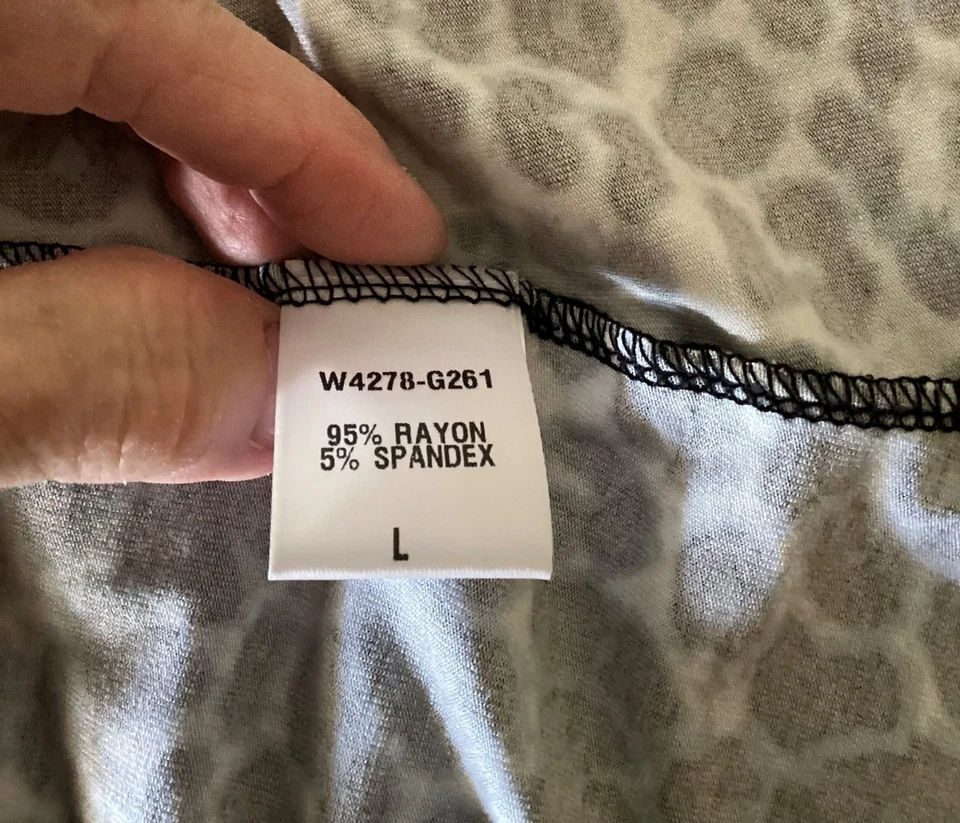 W4278-G261
95% RAYON
5% SPANDEX
L